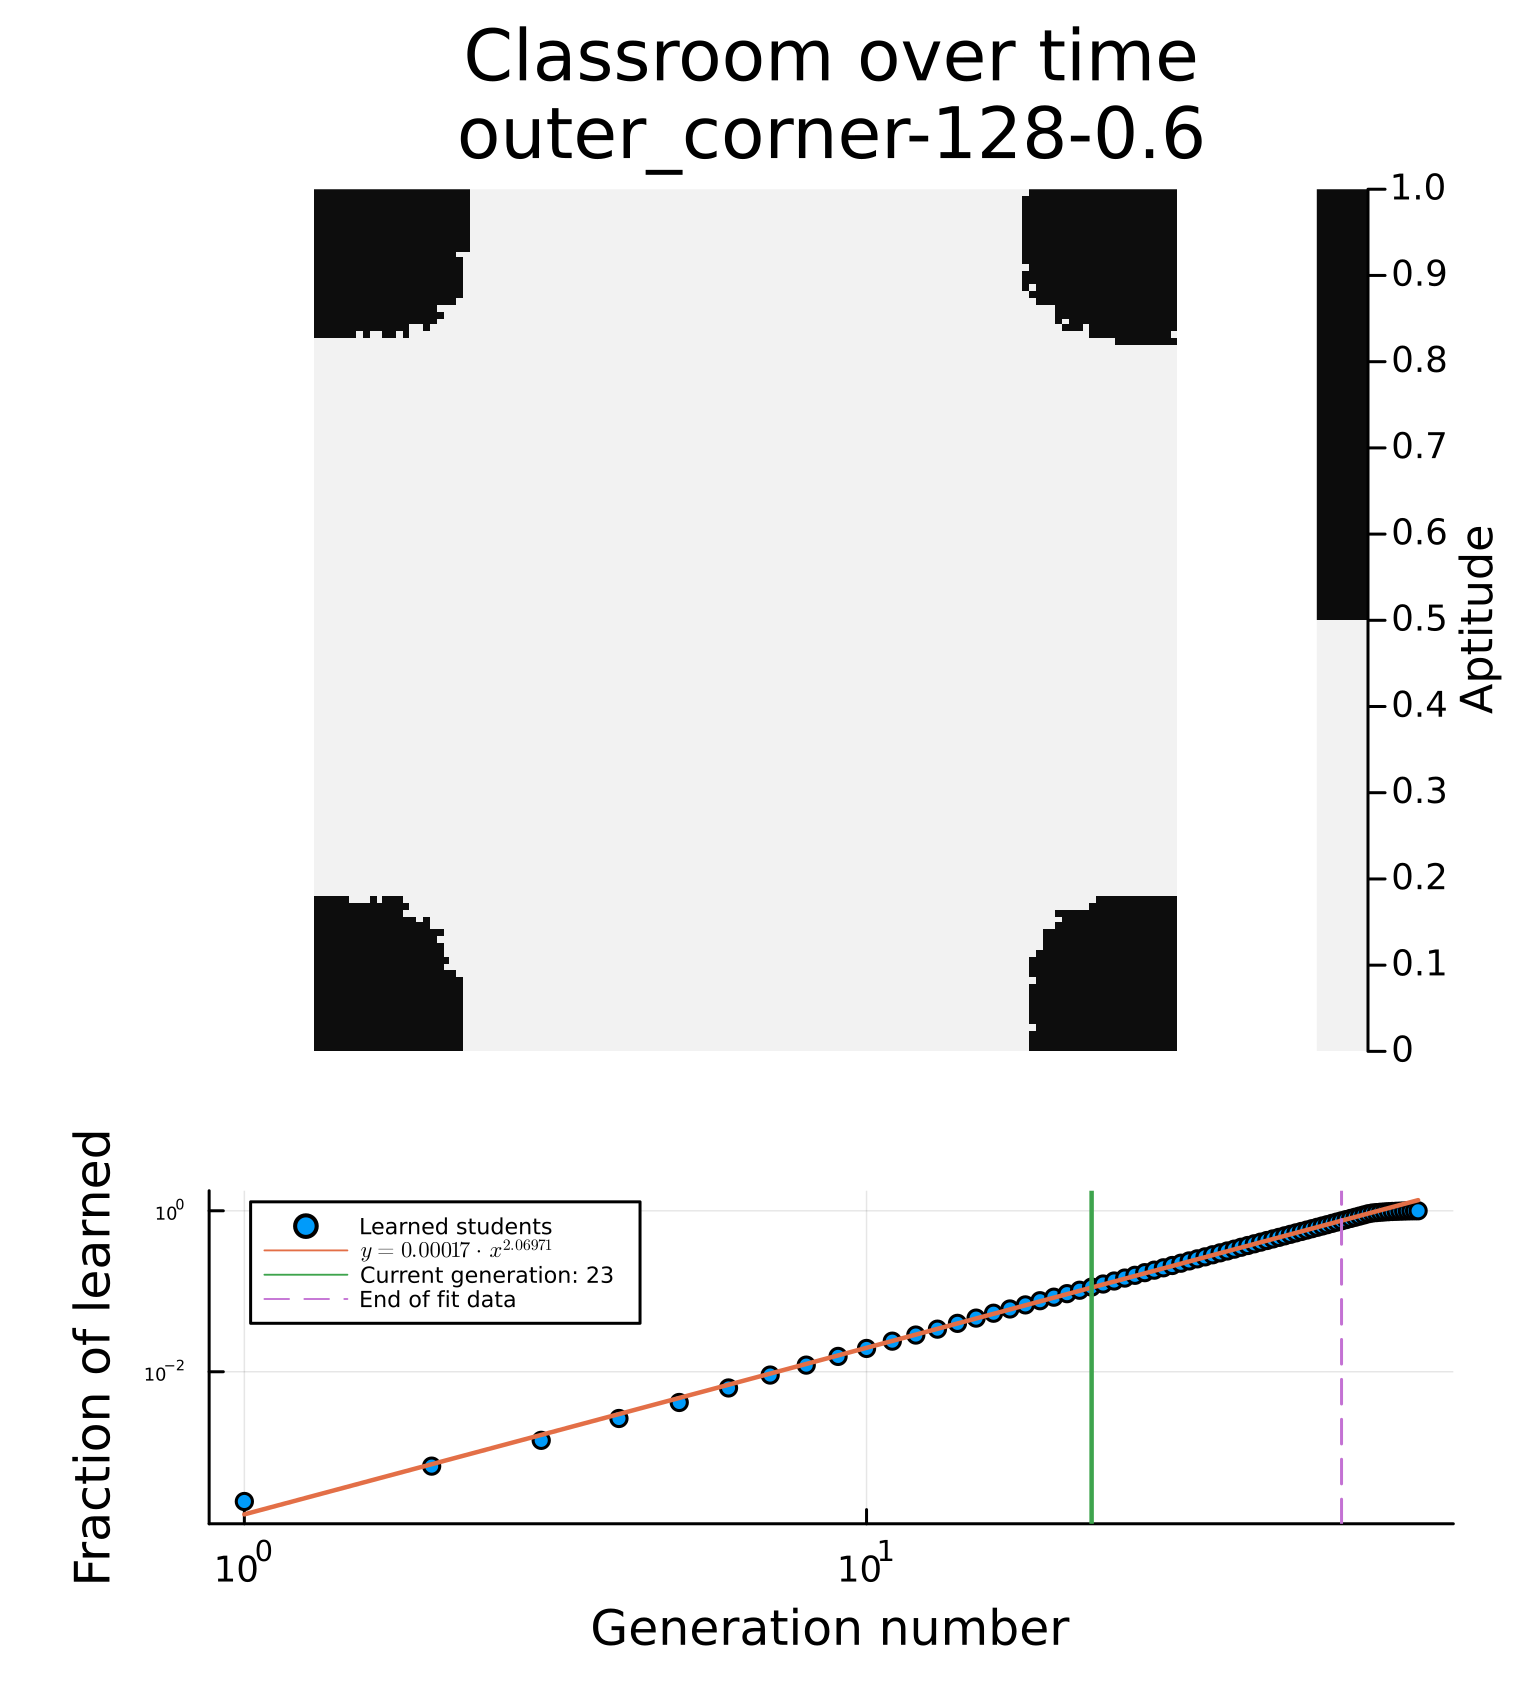 Classroom over time
outer_corner-128-0.6
1.0
0.9
0.8
0.7
0.6
0.5
0.4
0.3
0.2
0.1
0
Aptitude
Fraction of learned
10⁰
10⁻²
Learned students
y = 0.00017 · x^2.06971
Current generation: 23
End of fit data
10⁰
10¹
Generation number